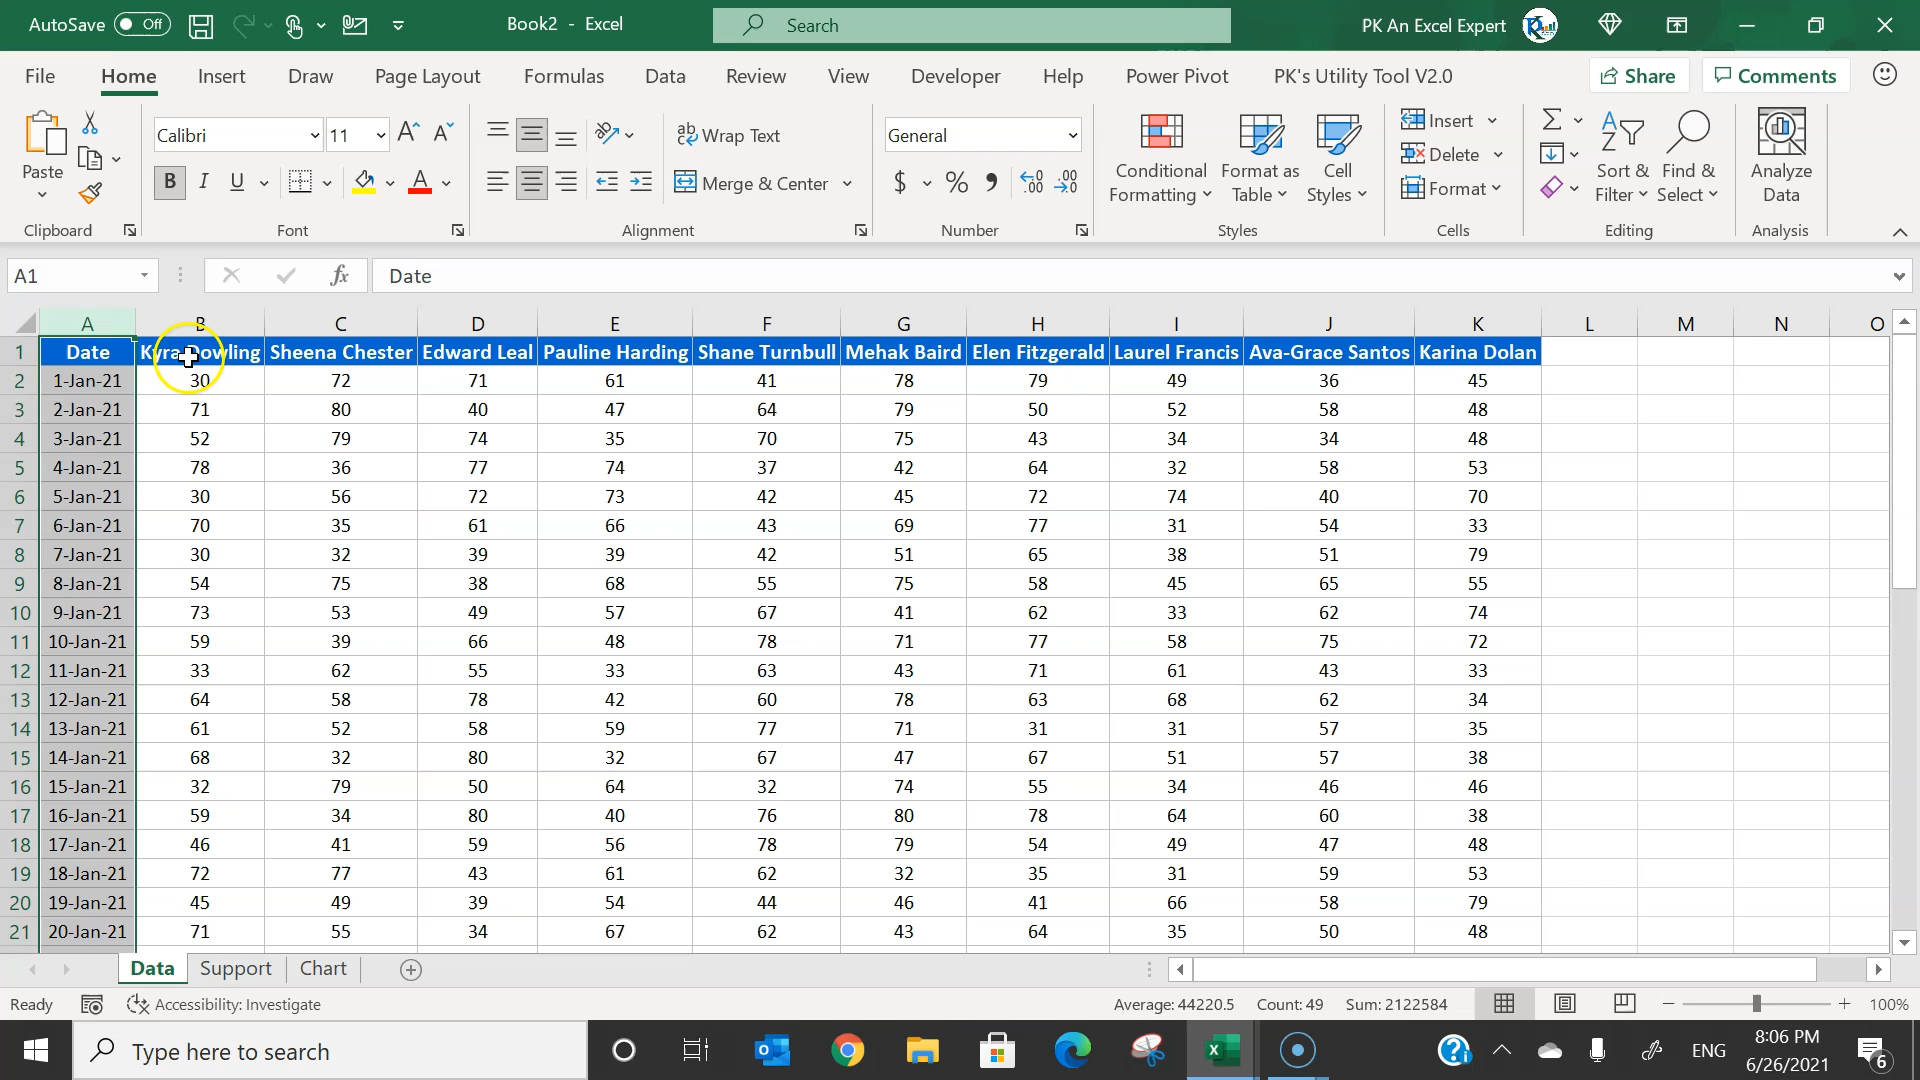 AutoSave Off Book2 - Excel Search PK An Excel Expert
File Home Insert Draw Page Layout Formulas Data Review View Developer Help Power Pivot PK's Utility Tool V2.0 Share Comments
Paste
Clipboard
Calibri 11
B I U
Font
Wrap Text
Merge & Center
Alignment
General
$ %
Number
Conditional Formatting
Format as Table
Cell Styles
Styles
Insert
Delete
Format
Cells
Sort & Filter
Find & Select
Editing
Analyze Data
Analysis
A1 fx Date
A B C D E F G H I J K L M N O
1 Date Kyra Dowling Sheena Chester Edward Leal Pauline Harding Shane Turnbull Mehak Baird Elen Fitzgerald Laurel Francis Ava-Grace Santos Karina Dolan
2 1-Jan-21 30 72 71 61 41 78 79 49 36 45
3 2-Jan-21 71 80 40 47 64 79 50 52 58 48
4 3-Jan-21 52 79 74 35 70 75 43 34 34 48
5 4-Jan-21 78 36 77 74 37 42 64 32 58 53
6 5-Jan-21 30 56 72 73 42 45 72 74 40 70
7 6-Jan-21 70 35 61 66 43 69 77 31 54 33
8 7-Jan-21 30 32 39 39 42 51 65 38 51 79
9 8-Jan-21 54 75 38 68 55 75 58 45 65 55
10 9-Jan-21 73 53 49 57 67 41 62 33 62 74
11 10-Jan-21 59 39 66 48 78 71 77 58 75 72
12 11-Jan-21 33 62 55 33 63 43 71 61 43 33
13 12-Jan-21 64 58 78 42 60 78 63 68 62 34
14 13-Jan-21 61 52 58 59 77 71 31 31 57 35
15 14-Jan-21 68 32 80 32 67 47 67 51 57 38
16 15-Jan-21 32 79 50 64 32 74 55 34 46 46
17 16-Jan-21 59 34 80 40 76 80 78 64 60 38
18 17-Jan-21 46 41 59 56 78 79 54 49 47 48
19 18-Jan-21 72 77 43 61 62 32 35 31 59 53
20 19-Jan-21 45 49 39 54 44 46 41 66 58 79
21 20-Jan-21 71 55 34 67 62 43 64 35 50 48
Data Support Chart
Ready Accessibility: Investigate Average: 44220.5 Count: 49 Sum: 2122584 100%
Type here to search ENG 8:06 PM
6/26/2021 6